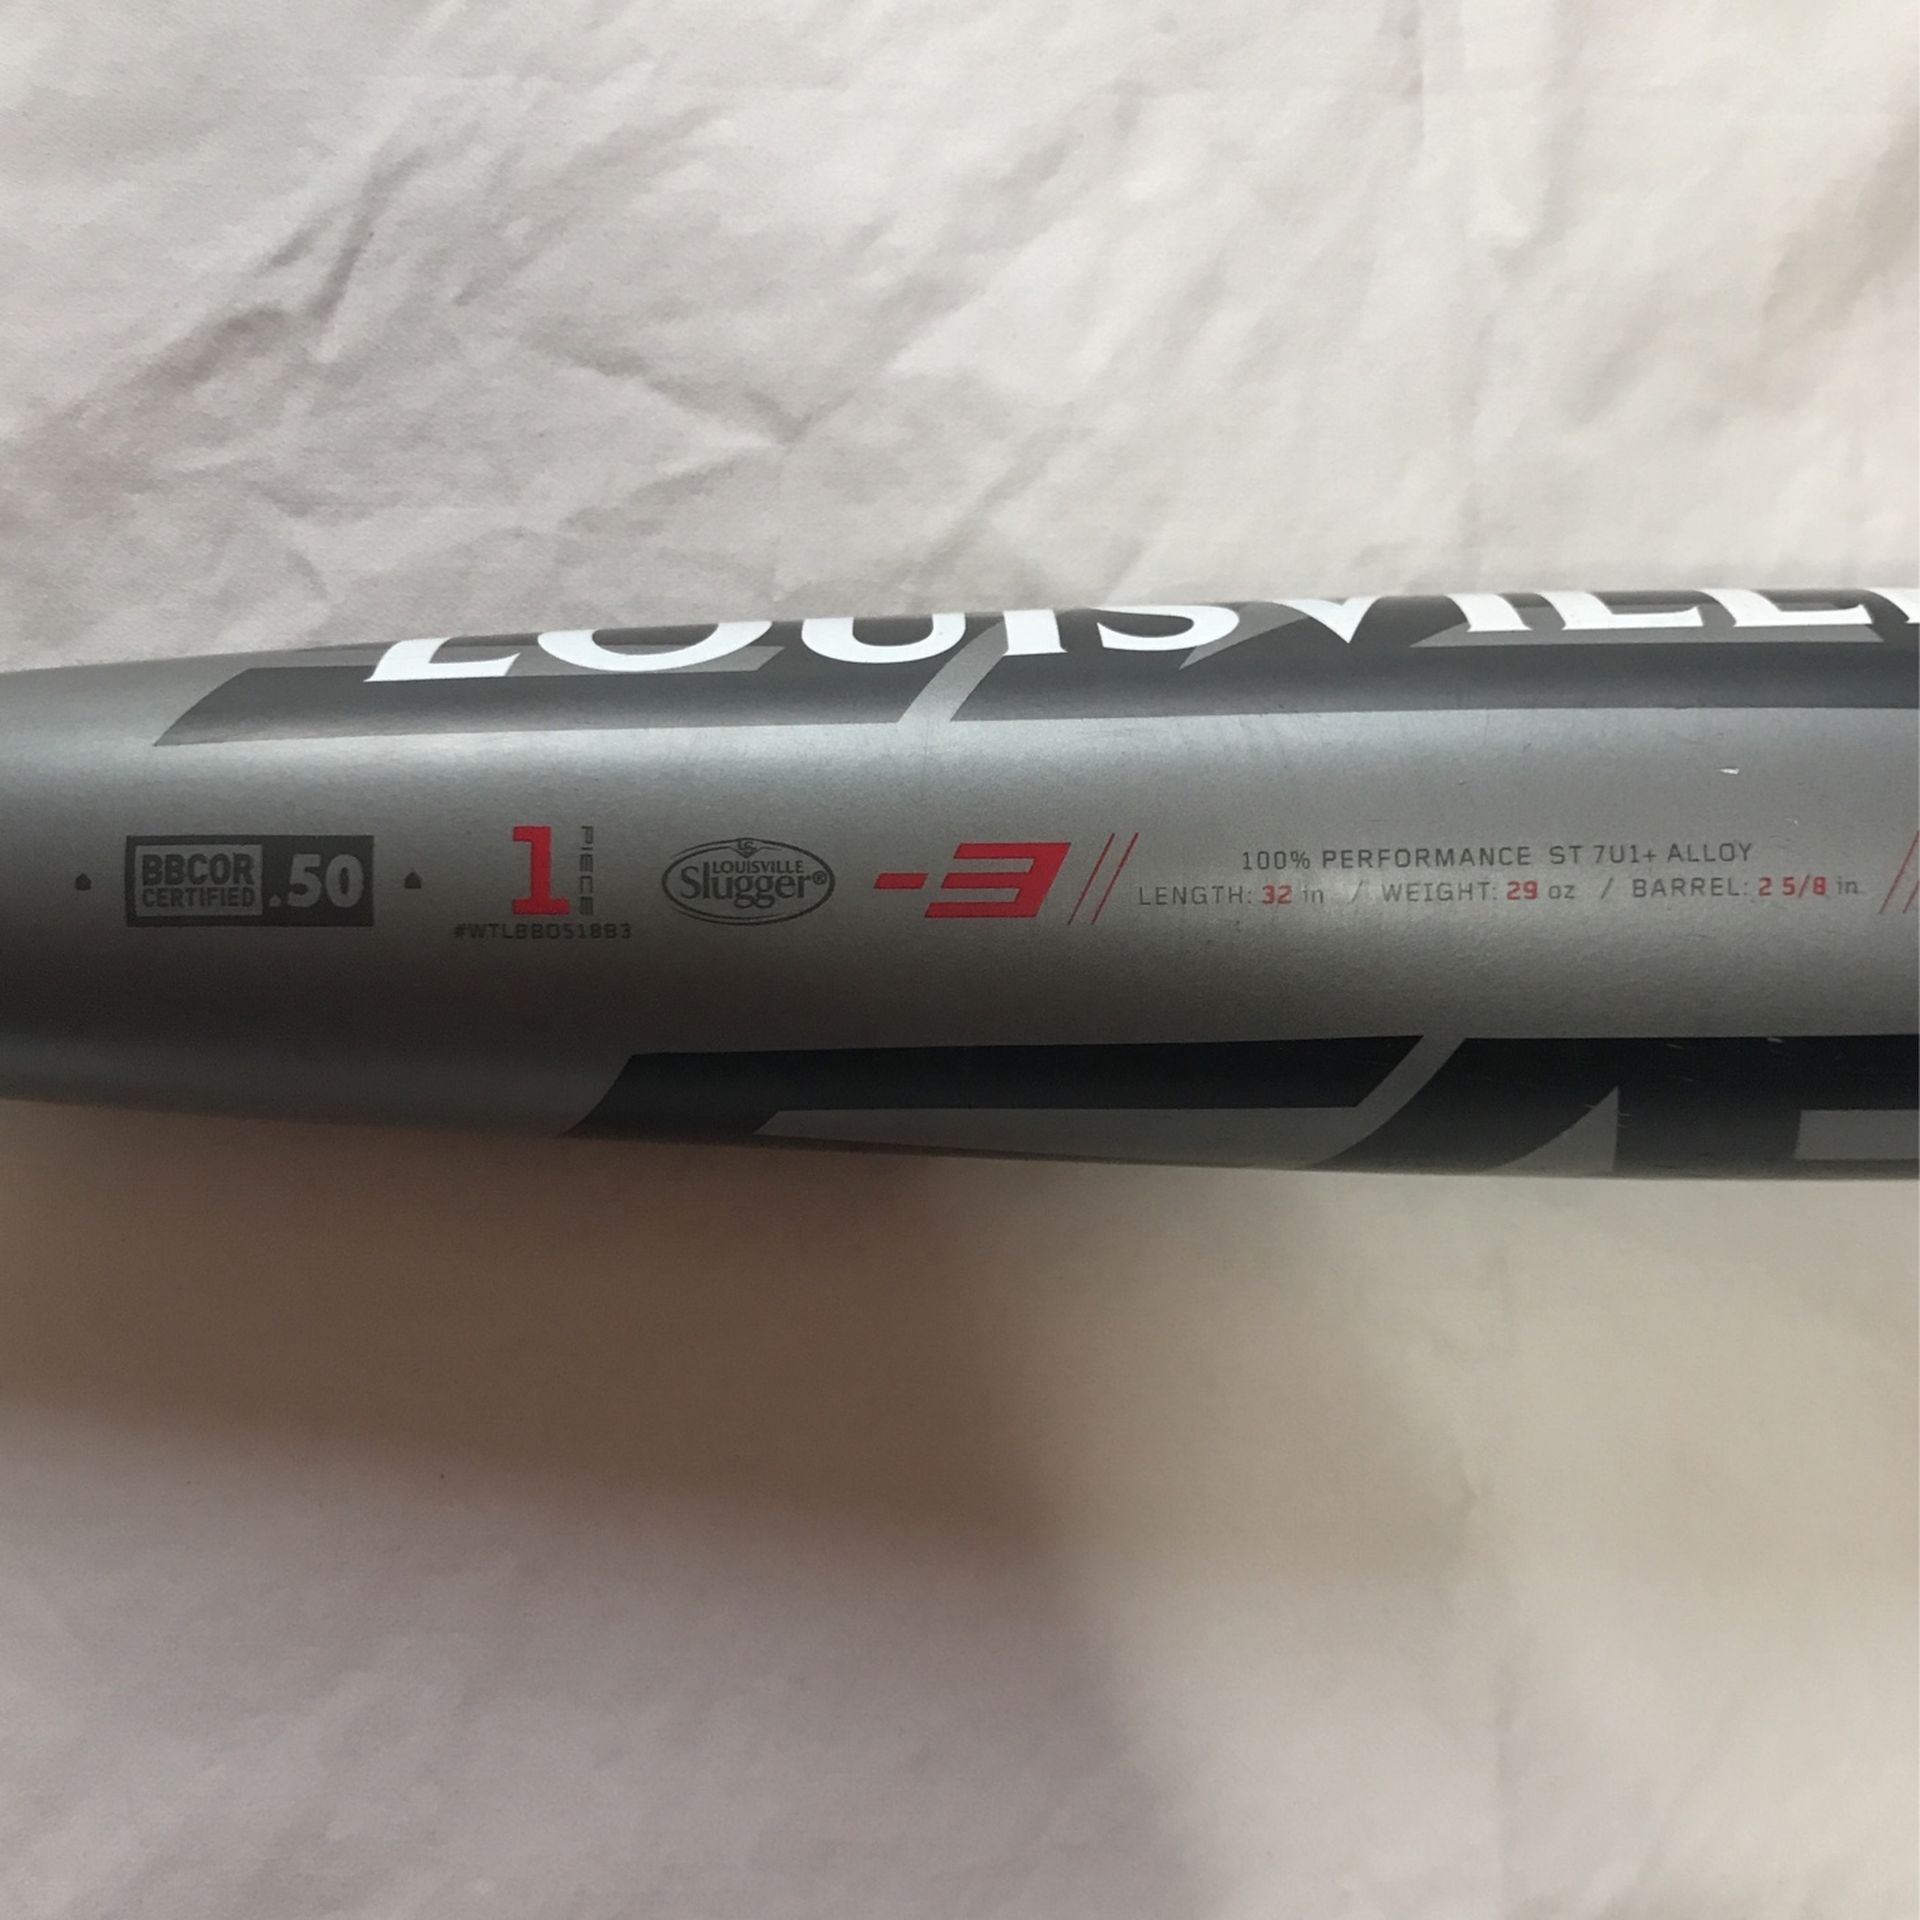 LOUISVILLE
BBCOR
CERTIFIED
.50
1
PIECE
#WTLBBO518B3
LOUISVILLE
Slugger®
-3
100% PERFORMANCE ST 7U1+ ALLOY
LENGTH: 32 in / WEIGHT: 29 oz / BARREL: 2 5/8 in